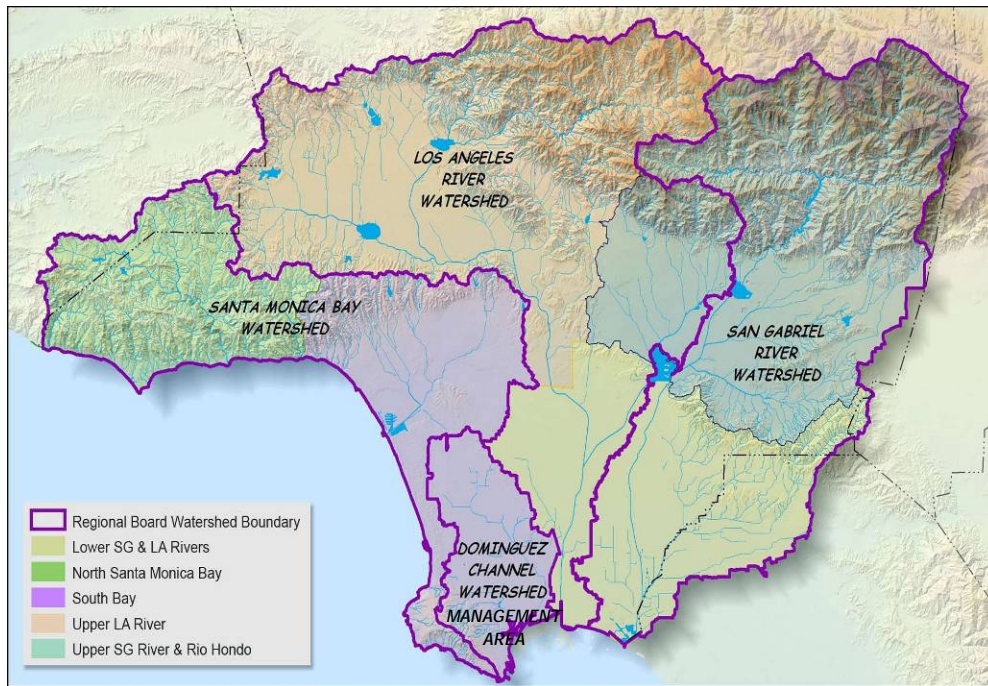 LOS ANGELES
RIVER
WATERSHED
SANTA MONICA BAY
WATERSHED
SAN GABRIEL
RIVER
WATERSHED
DOMINGUEZ
CHANNEL
WATERSHED
MANAGEMENT
AREA
Regional Board Watershed Boundary
Lower SG & LA Rivers
North Santa Monica Bay
South Bay
Upper LA River
Upper SG River & Rio Hondo